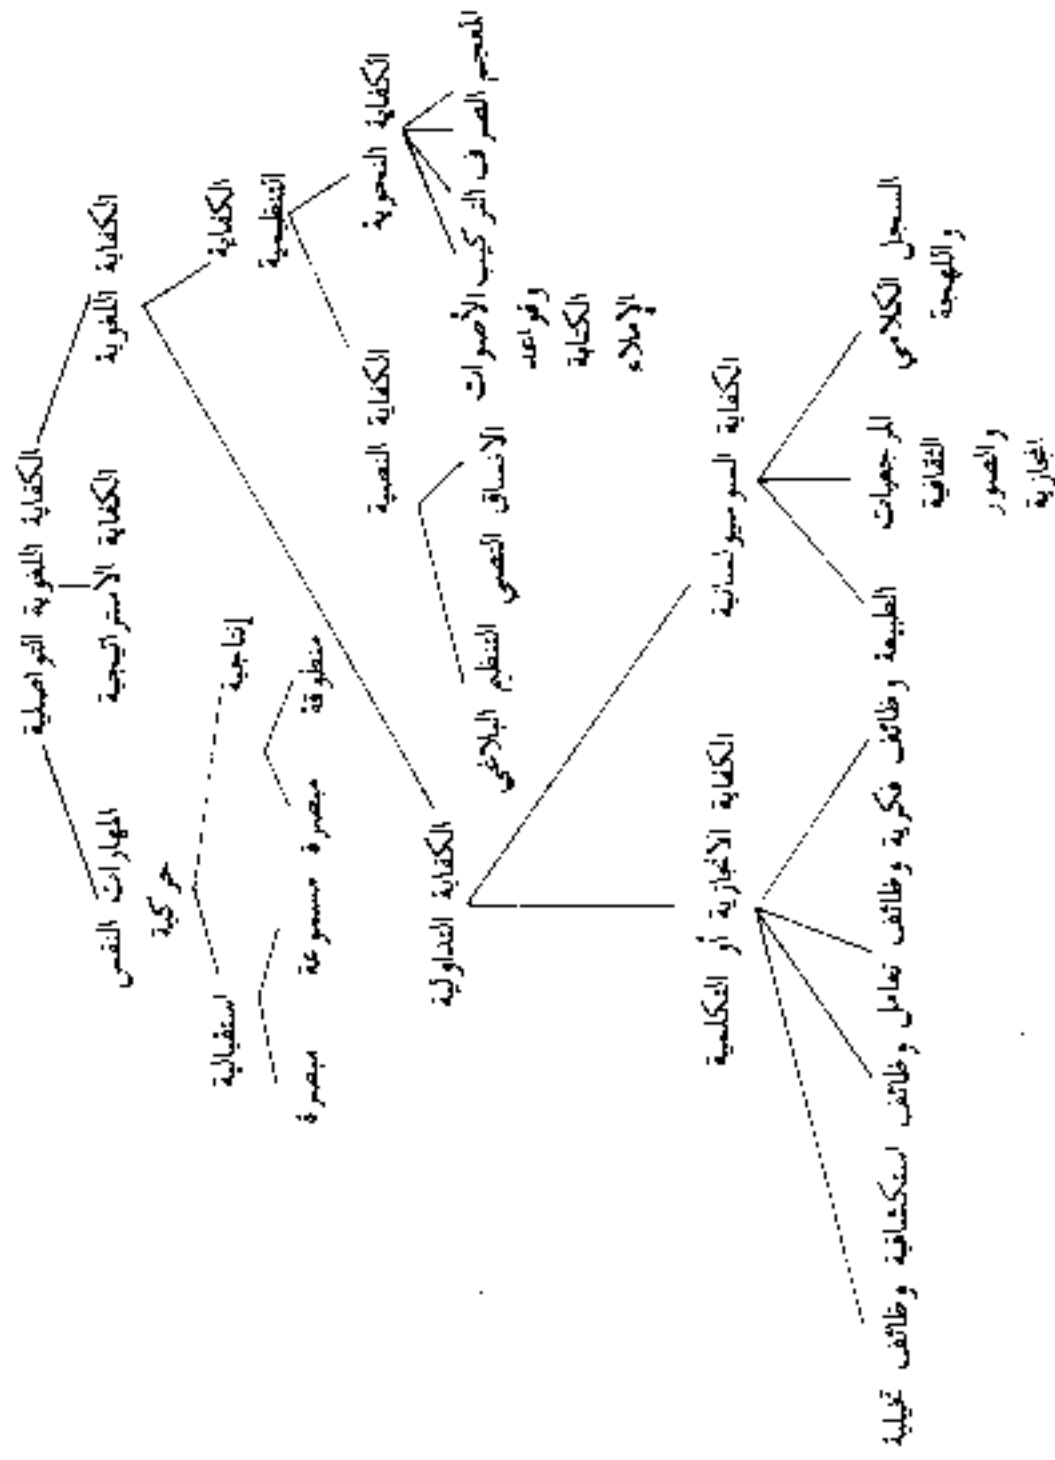 الكفاية اللغوية التواصلية
الكفاية اللغوية
الكفاية الاستراتيجية
المهارات النفس
حركية
الكفاية
التنظيمية
إنتاجية
استقبالية
منطوقة
مبصرة
مسموعة
مبصرة
الكفاية النحوية
الكفاية النصية
الكفاية التداولية
المعجم
الصرف
التركيب
الأصوات
وقواعد
الكتابة
الإملاء
الاتساق النصي
التنظيم البلاغي
الكفاية السوسيولسانية
الكفاية الانجازية أو التكلمية
السجل الكلامي
واللهجة
المرجعيات
الثقافية
والصور
المجازية
الطبيعة
وظائف فكرية
وظائف تعامل
وظائف استكشافية
وظائف تخيلية